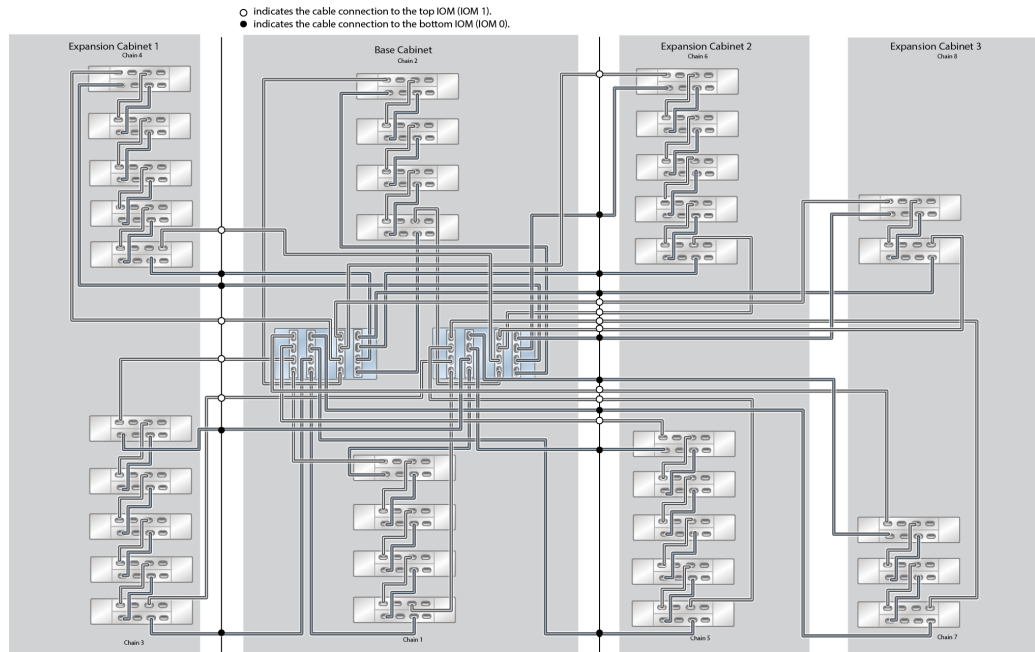 indicates the cable connection to the top IOM (IOM 1).
indicates the cable connection to the bottom IOM (IOM 0).
Expansion Cabinet 1
Chain 4
Base Cabinet
Chain 2
Expansion Cabinet 2
Chain 6
Expansion Cabinet 3
Chain 8
Chain 3
Chain 1
Chain 5
Chain 7